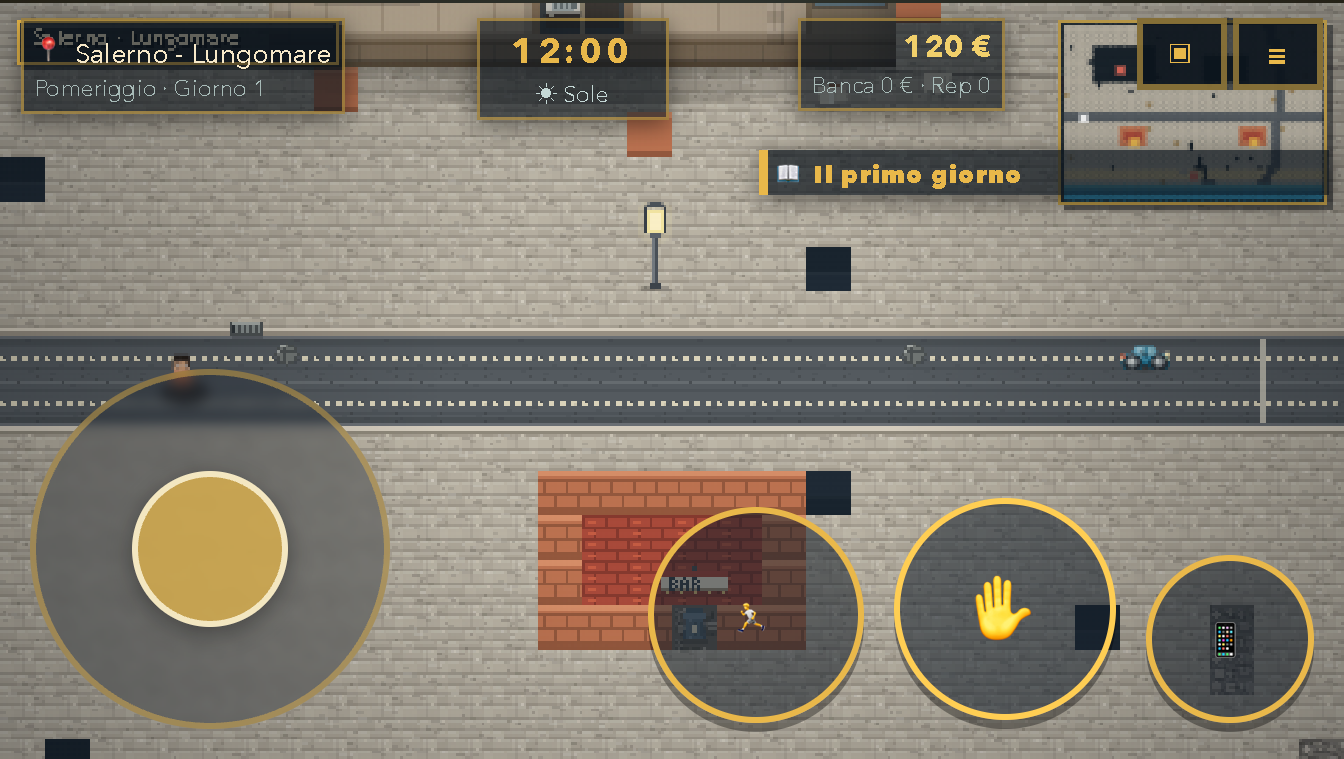 Salerno · Lungomare
📍 Salerno - Lungomare
Pomeriggio · Giorno 1
12:00
☀ Sole
120 €
Banca 0 € · Rep 0
📖 Il primo giorno
BAR